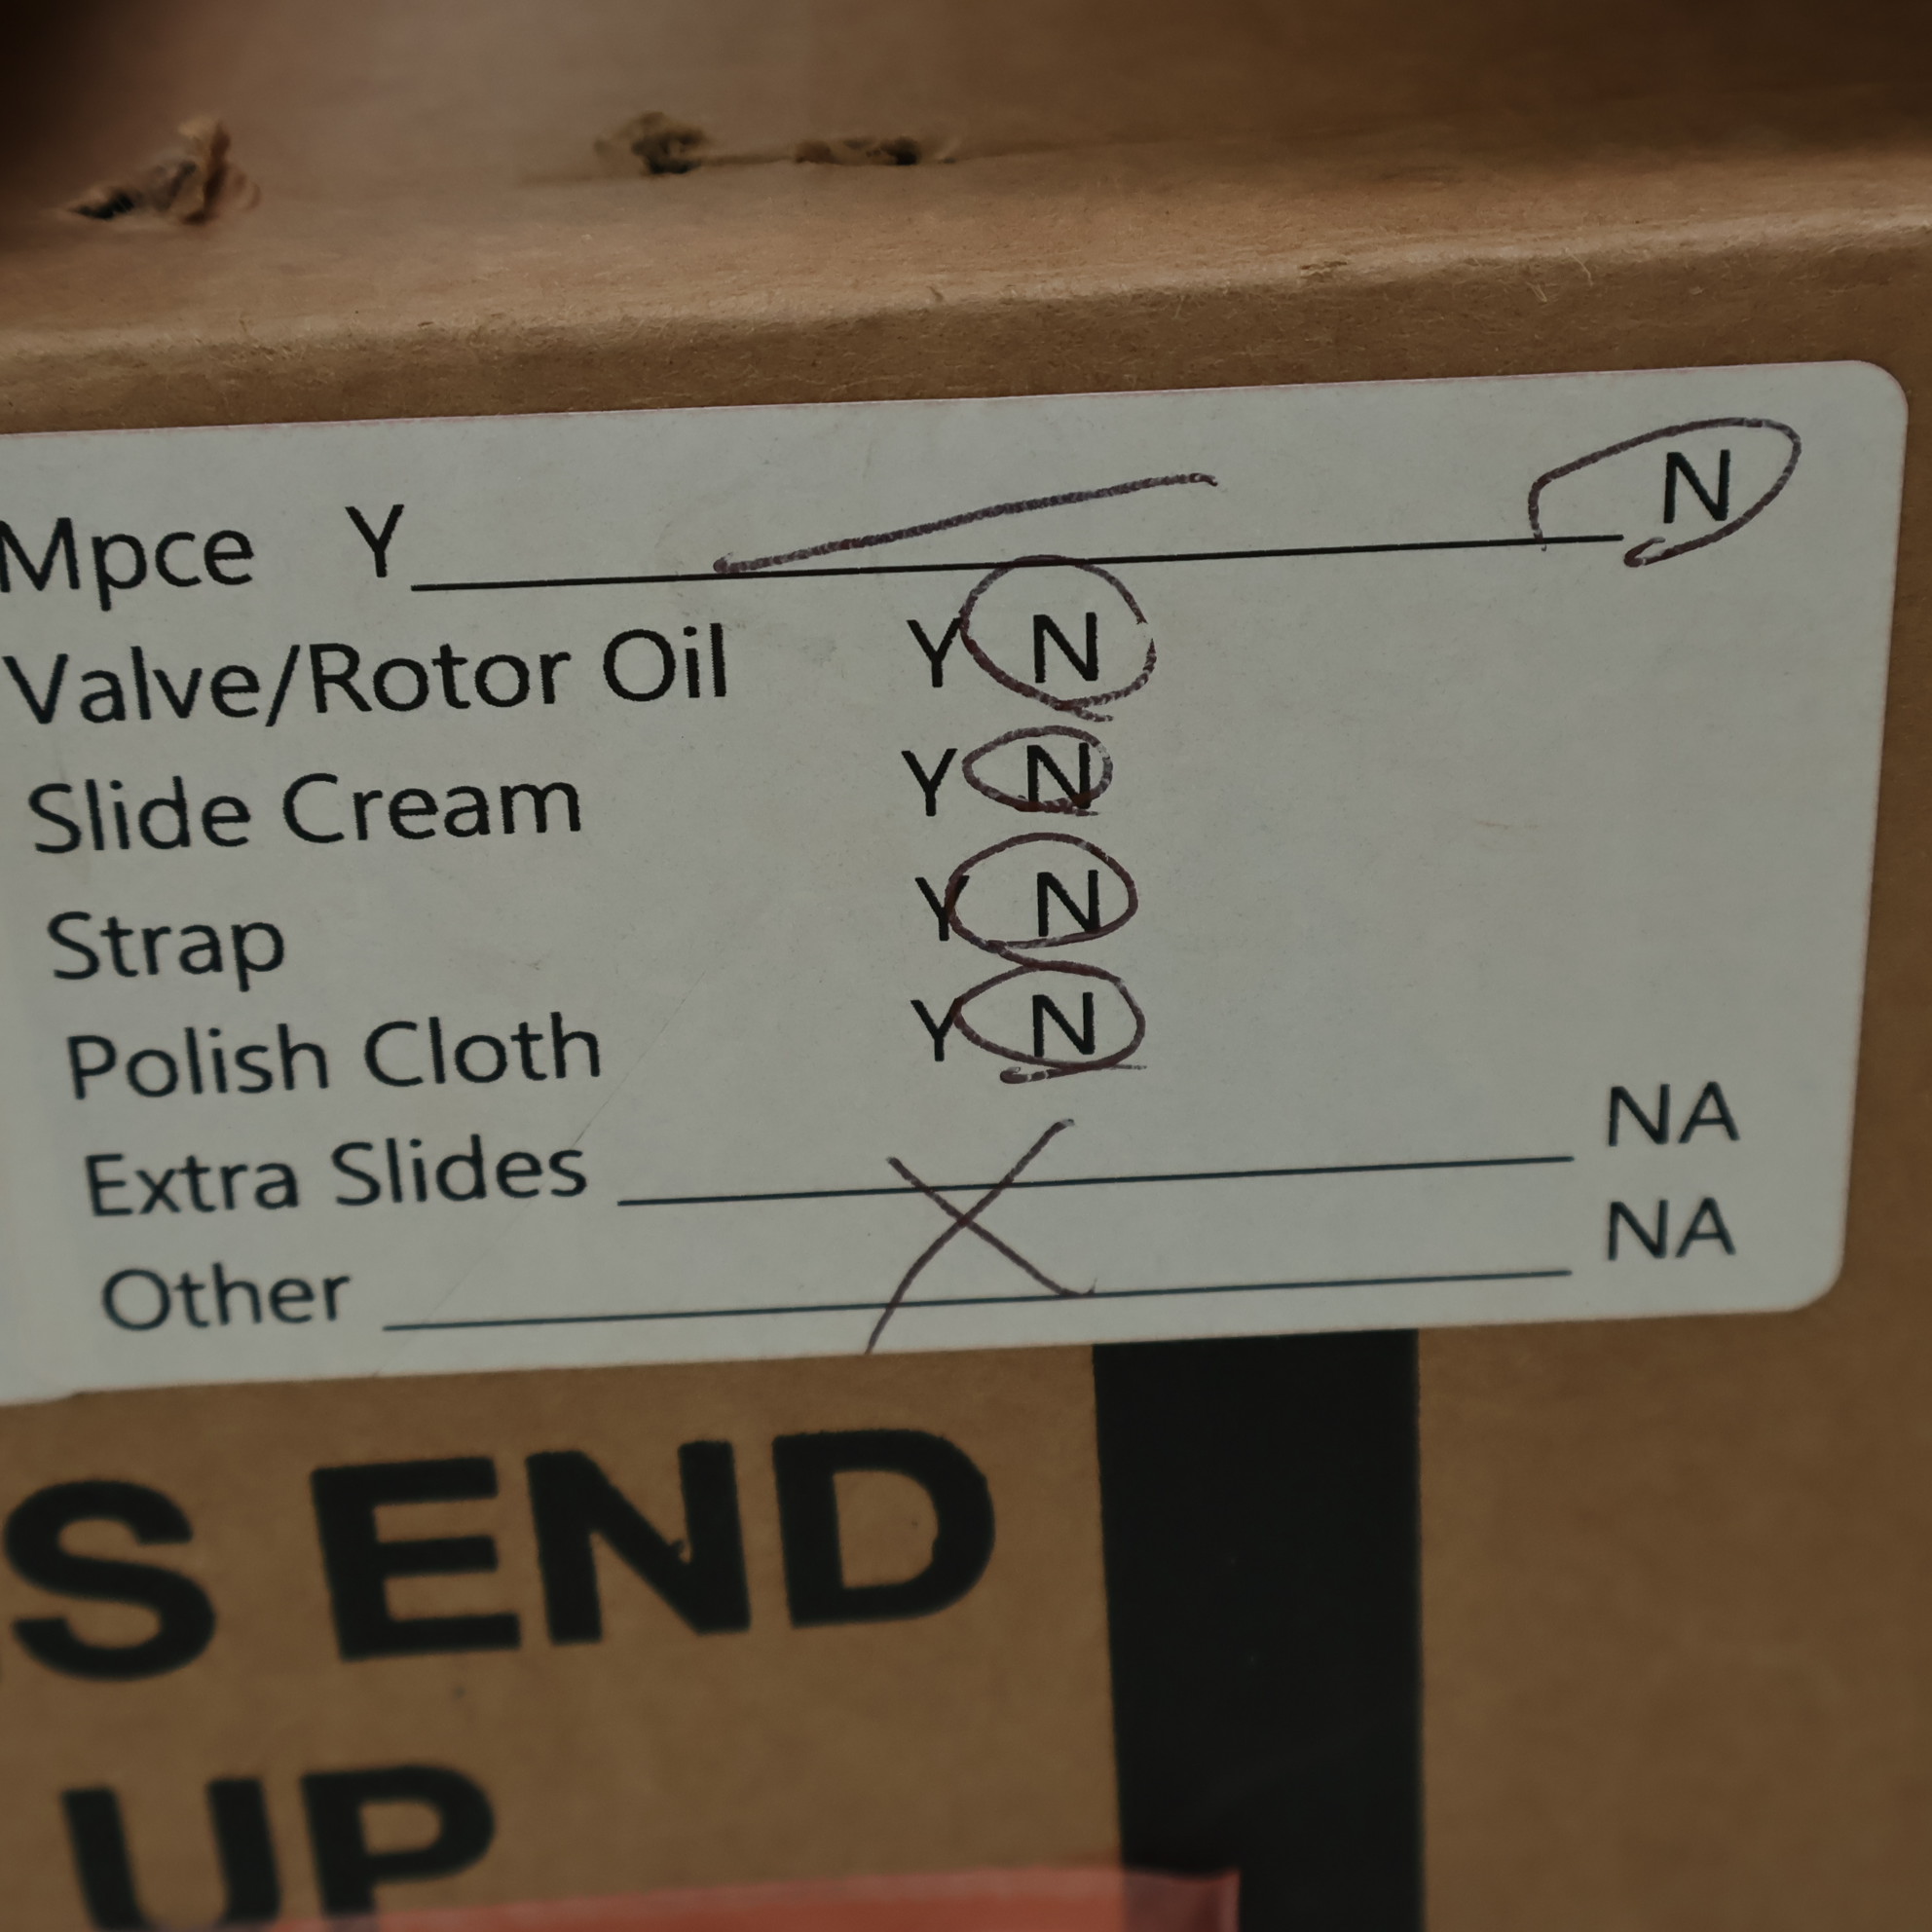 Mpce Y N
Valve/Rotor Oil Y N
Slide Cream Y N
Strap Y N
Polish Cloth Y N
Extra Slides X NA
Other NA
S END
UP